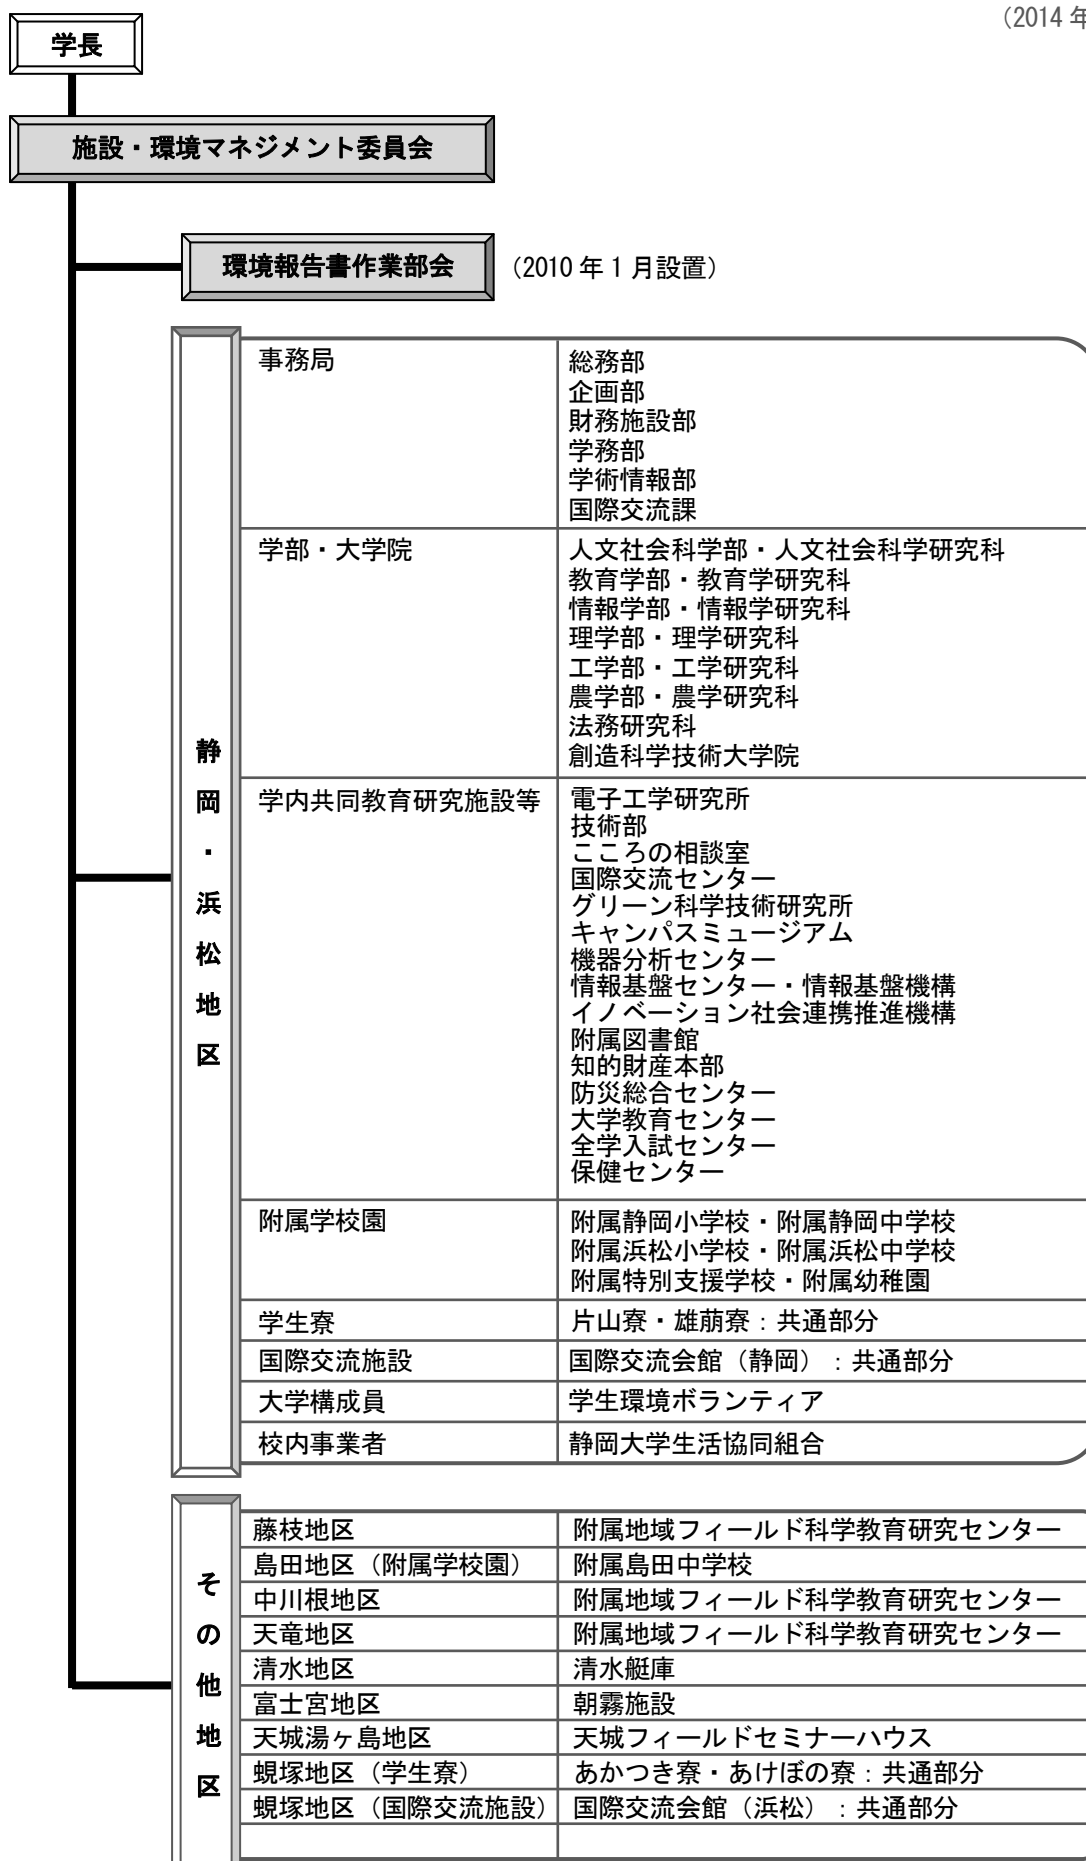 （2014 年
学長
施設・環境マネジメント委員会
環境報告書作業部会
（2010 年 1 月設置）
静岡・浜松地区
事務局
総務部
企画部
財務施設部
学務部
学術情報部
国際交流課
学部・大学院
人文社会科学部・人文社会科学研究科
教育学部・教育学研究科
情報学部・情報学研究科
理学部・理学研究科
工学部・工学研究科
農学部・農学研究科
法務研究科
創造科学技術大学院
学内共同教育研究施設等
電子工学研究所
技術部
こころの相談室
国際交流センター
グリーン科学技術研究所
キャンパスミュージアム
機器分析センター
情報基盤センター・情報基盤機構
イノベーション社会連携推進機構
附属図書館
知的財産本部
防災総合センター
大学教育センター
全学入試センター
保健センター
附属学校園
附属静岡小学校・附属静岡中学校
附属浜松小学校・附属浜松中学校
附属特別支援学校・附属幼稚園
学生寮
片山寮・雄萠寮：共通部分
国際交流施設
国際交流会館（静岡）：共通部分
大学構成員
学生環境ボランティア
校内事業者
静岡大学生活協同組合
その他地区
藤枝地区
附属地域フィールド科学教育研究センター
島田地区（附属学校園）
附属島田中学校
中川根地区
附属地域フィールド科学教育研究センター
天竜地区
附属地域フィールド科学教育研究センター
清水地区
清水艇庫
富士宮地区
朝霧施設
天城湯ヶ島地区
天城フィールドセミナーハウス
蜆塚地区（学生寮）
あかつき寮・あけぼの寮：共通部分
蜆塚地区（国際交流施設）
国際交流会館（浜松）：共通部分